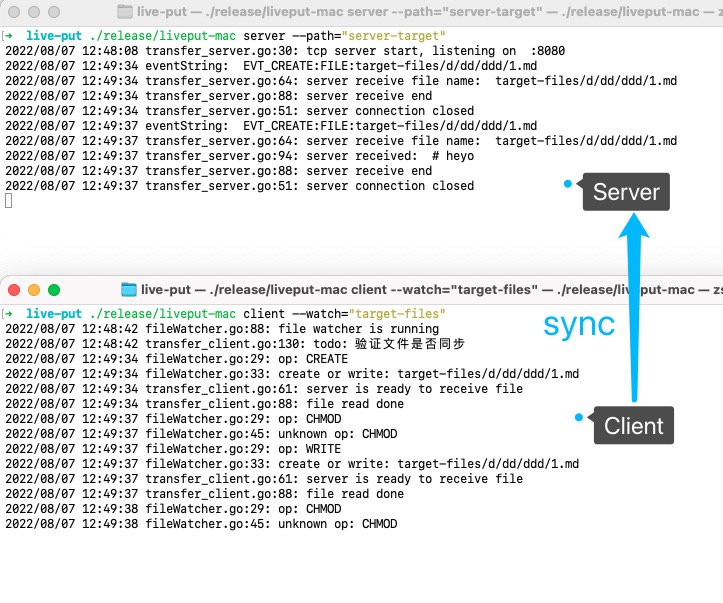 live-put — ./release/liveput-mac server --path="server-target" — ./release/liveput-mac — z
[→ live-put ./release/liveput-mac server --path="server-target"
2022/08/07 12:48:08 transfer_server.go:30: tcp server start, listening on  :8080
2022/08/07 12:49:34 eventString:  EVT_CREATE:FILE:target-files/d/dd/ddd/1.md
2022/08/07 12:49:34 transfer_server.go:64: server receive file name:  target-files/d/dd/ddd/1.md
2022/08/07 12:49:34 transfer_server.go:88: server receive end
2022/08/07 12:49:34 transfer_server.go:51: server connection closed
2022/08/07 12:49:37 eventString:  EVT_CREATE:FILE:target-files/d/dd/ddd/1.md
2022/08/07 12:49:37 transfer_server.go:64: server receive file name:  target-files/d/dd/ddd/1.md
2022/08/07 12:49:37 transfer_server.go:94: server received:  # heyo
2022/08/07 12:49:37 transfer_server.go:88: server receive end
2022/08/07 12:49:37 transfer_server.go:51: server connection closed
Server
live-put — ./release/liveput-mac client --watch="target-files" — ./release/liveput-mac — zs
[→ live-put ./release/liveput-mac client --watch="target-files"
2022/08/07 12:48:42 fileWatcher.go:88: file watcher is running
sync
2022/08/07 12:48:42 transfer_client.go:130: todo: 验证文件是否同步
2022/08/07 12:49:34 fileWatcher.go:29: op: CREATE
2022/08/07 12:49:34 fileWatcher.go:33: create or write: target-files/d/dd/ddd/1.md
2022/08/07 12:49:34 transfer_client.go:61: server is ready to receive file
2022/08/07 12:49:34 transfer_client.go:88: file read done
2022/08/07 12:49:37 fileWatcher.go:29: op: CHMOD
Client
2022/08/07 12:49:37 fileWatcher.go:45: unknown op: CHMOD
2022/08/07 12:49:37 fileWatcher.go:29: op: WRITE
2022/08/07 12:49:37 fileWatcher.go:33: create or write: target-files/d/dd/ddd/1.md
2022/08/07 12:49:37 transfer_client.go:61: server is ready to receive file
2022/08/07 12:49:37 transfer_client.go:88: file read done
2022/08/07 12:49:38 fileWatcher.go:29: op: CHMOD
2022/08/07 12:49:38 fileWatcher.go:45: unknown op: CHMOD